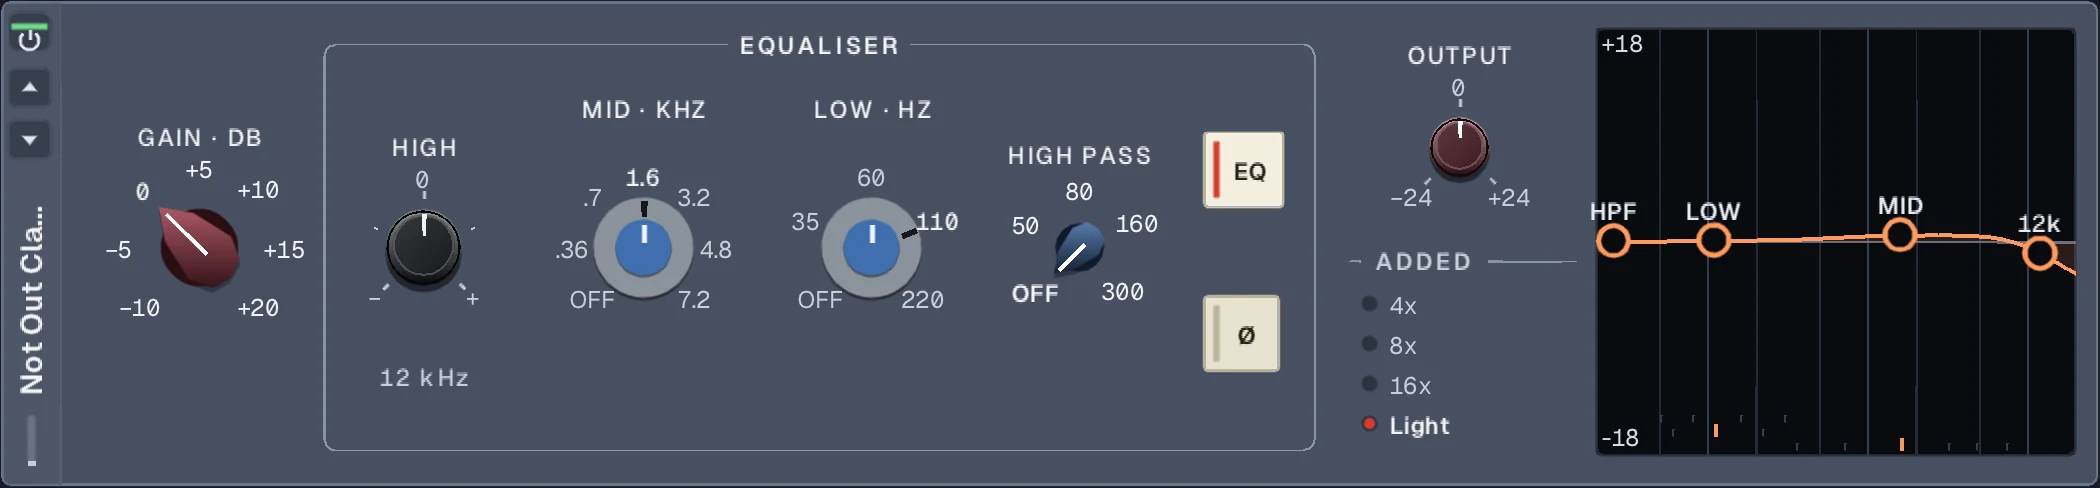 Not Out Cla...
GAIN · DB
0
+5
+10
-5
+15
-10
+20
EQUALISER
HIGH
0
-
+
12 kHz
MID · KHZ
1.6
.7
3.2
.36
4.8
OFF
7.2
LOW · HZ
60
35
110
OFF
220
HIGH PASS
80
50
160
OFF
300
EQ
Ø
OUTPUT
0
-24
+24
ADDED
4x
8x
16x
Light
+18
HPF
LOW
MID
12k
-18